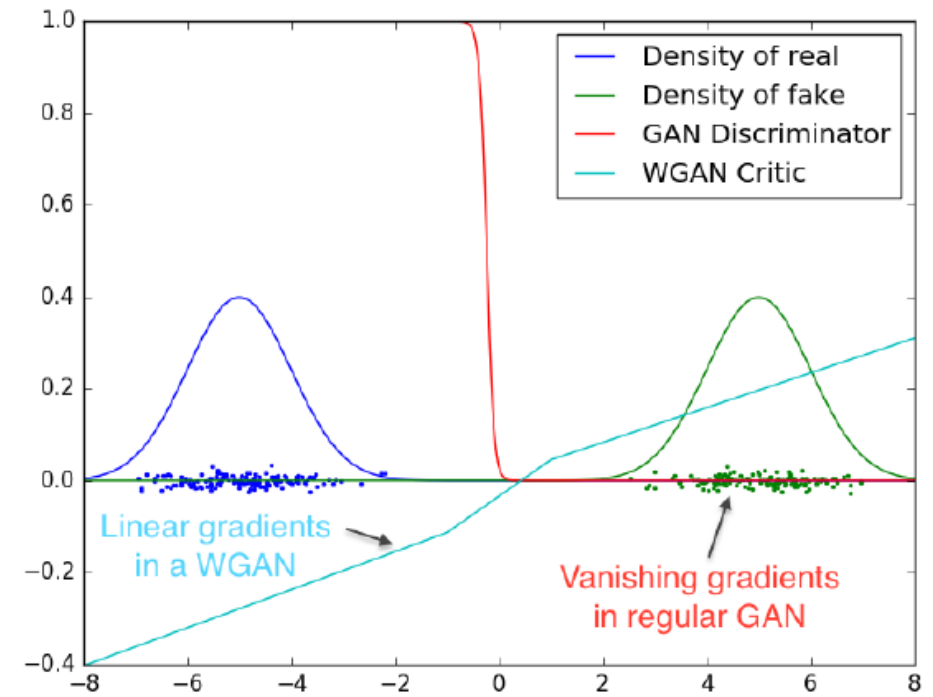 1.0
0.8
0.6
0.4
0.2
0.0
−0.2
−0.4
Density of real
Density of fake
GAN Discriminator
WGAN Critic
Linear gradients
in a WGAN
Vanishing gradients
in regular GAN
−8 −6 −4 −2 0 2 4 6 8